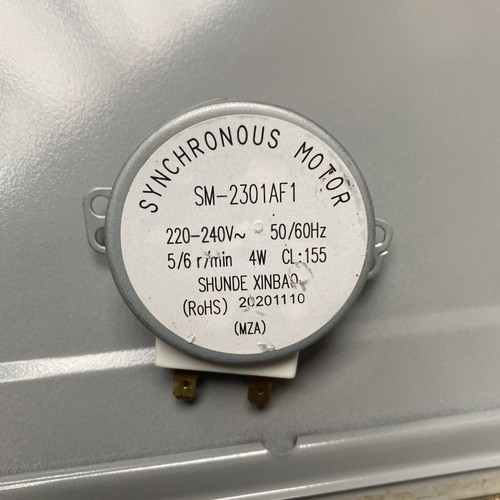 SYNCHRONOUS MOTOR
SM-2301AF1
220-240V~ 50/60Hz
5/6 r/min 4W CL:155
SHUNDE XINBAO
(RoHS) 20201110
(MZA)